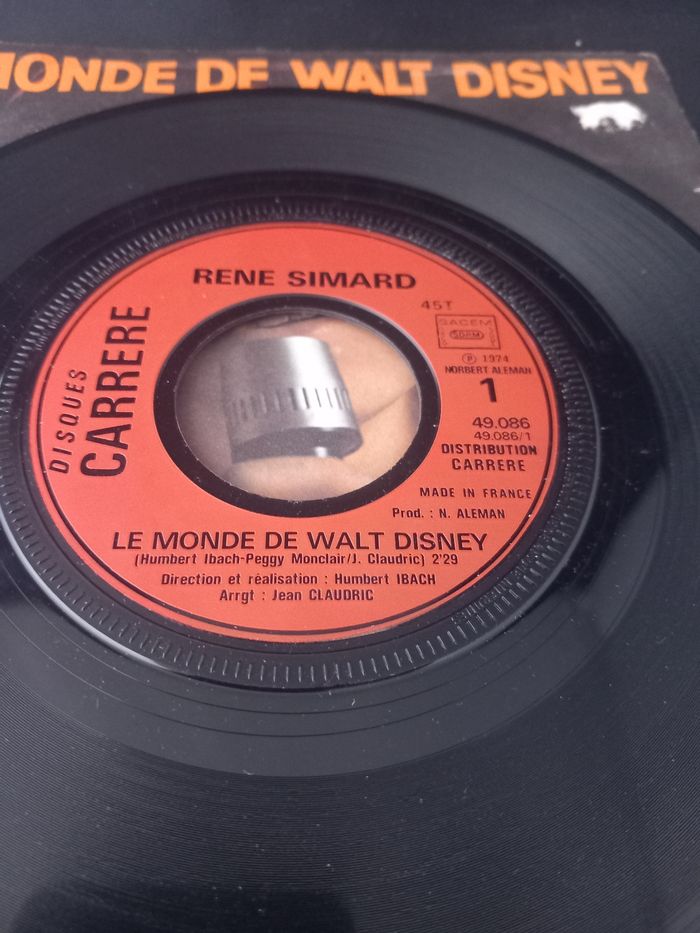 MONDE DE WALT DISNEY
RENE SIMARD
DISQUES
CARRERE
45T
SACEM
SDRM
Ⓟ 1974
NORBERT ALEMAN
1
49.086
49.086/1
DISTRIBUTION
CARRERE
MADE IN FRANCE
Prod. : N. ALEMAN
LE MONDE DE WALT DISNEY
(Humbert Ibach-Peggy Monclair/J. Claudric) 2'29
Direction et réalisation : Humbert IBACH
Arrgt : Jean CLAUDRIC